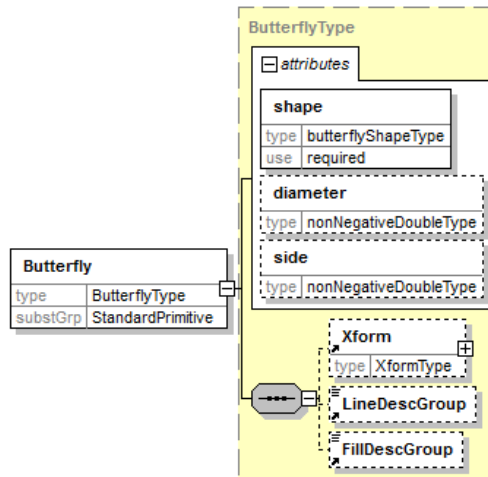 ButterflyType
attributes
shape
type butterflyShapeType
use required
diameter
type nonNegativeDoubleType
side
type nonNegativeDoubleType
Butterfly
type ButterflyType
substGrp StandardPrimitive
Xform
type XformType
LineDescGroup
FillDescGroup